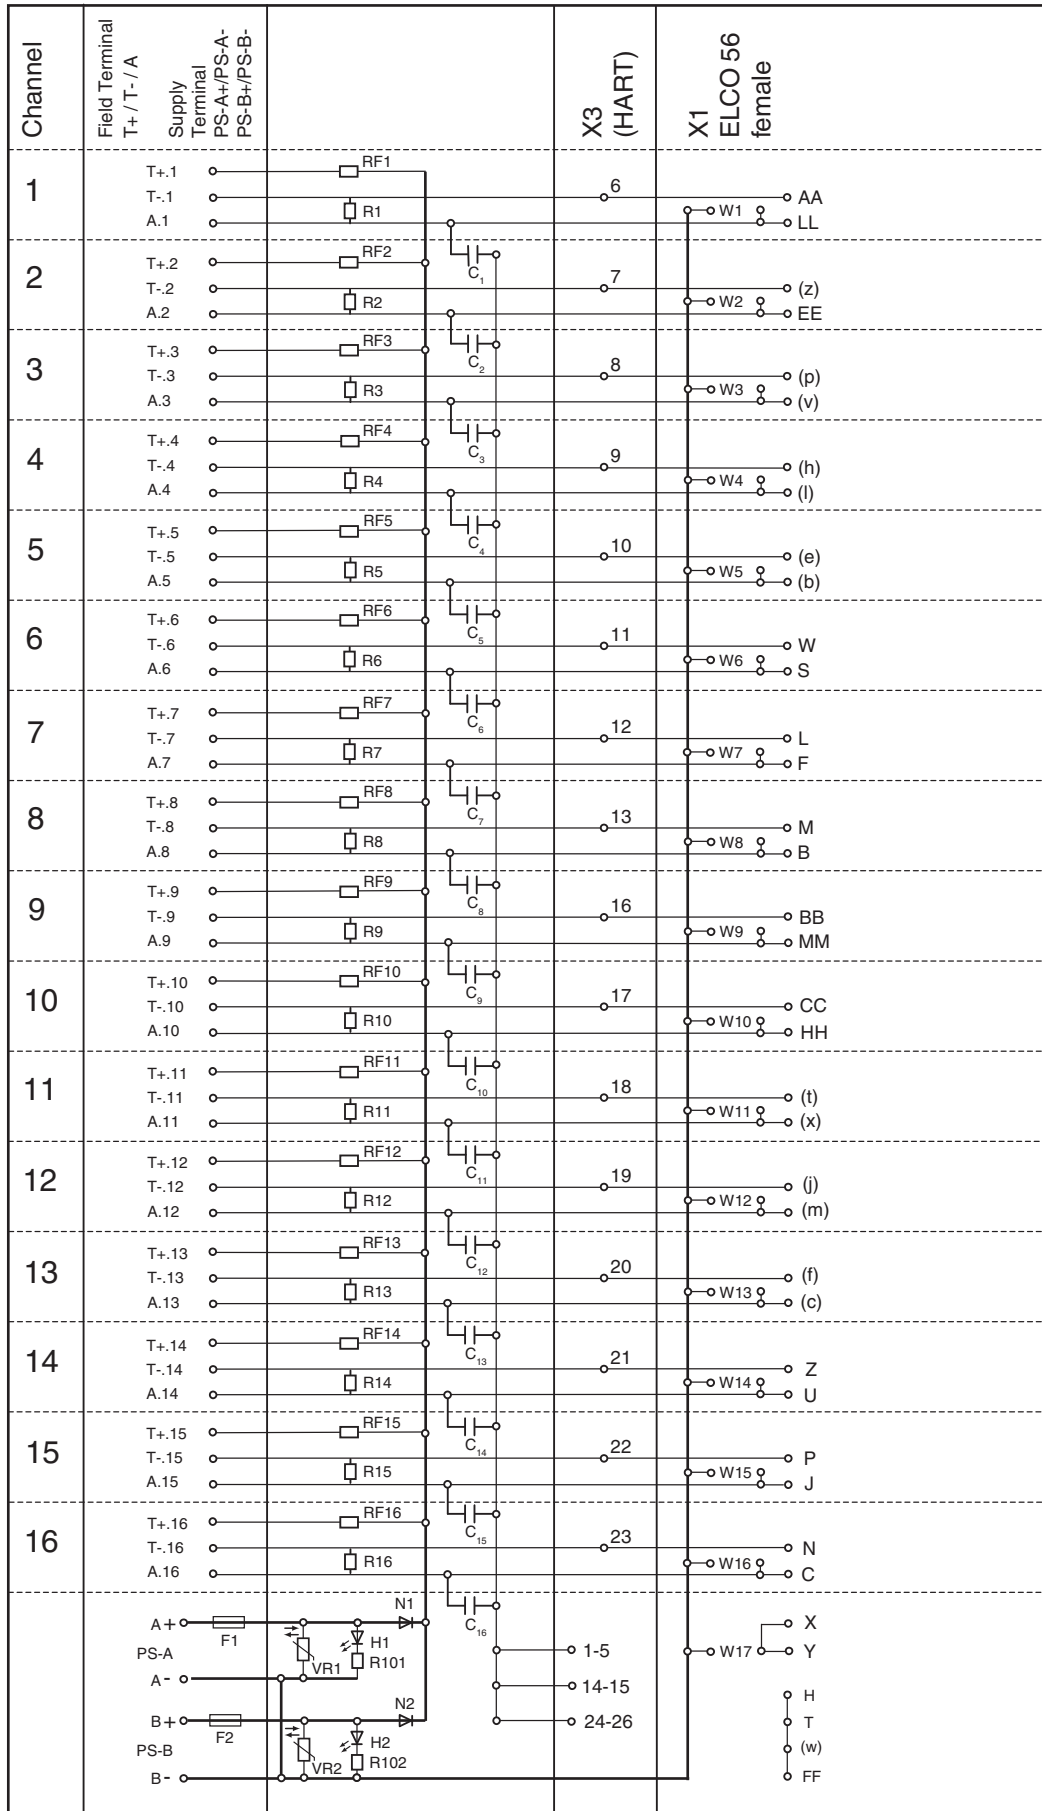 Channel
Field Terminal
T+ / T- / A
Supply
Terminal
PS-A+/PS-A-
PS-B+/PS-B-
X3
(HART)
X1
ELCO 56
female
1
T+.1
RF1
T-.1
6
AA
R1
W1
A.1
LL
C1
2
T+.2
RF2
T-.2
7
(z)
R2
W2
A.2
EE
C2
3
T+.3
RF3
T-.3
8
(p)
R3
W3
A.3
(v)
C3
4
T+.4
RF4
T-.4
9
(h)
R4
W4
A.4
(l)
C4
5
T+.5
RF5
T-.5
10
(e)
R5
W5
A.5
(b)
C5
6
T+.6
RF6
T-.6
11
W
R6
W6
A.6
S
C6
7
T+.7
RF7
T-.7
12
L
R7
W7
A.7
F
C7
8
T+.8
RF8
T-.8
13
M
R8
W8
A.8
B
C8
9
T+.9
RF9
T-.9
16
BB
R9
W9
A.9
MM
C9
10
T+.10
RF10
T-.10
17
CC
R10
W10
A.10
HH
C10
11
T+.11
RF11
T-.11
18
(t)
R11
W11
A.11
(x)
C11
12
T+.12
RF12
T-.12
19
(j)
R12
W12
A.12
(m)
C12
13
T+.13
RF13
T-.13
20
(f)
R13
W13
A.13
(c)
C13
14
T+.14
RF14
T-.14
21
Z
R14
W14
A.14
U
C14
15
T+.15
RF15
T-.15
22
P
R15
W15
A.15
J
C15
16
T+.16
RF16
T-.16
23
N
R16
W16
A.16
C
C16
A+
F1
N1
X
PS-A
VR1
H1
R101
1-5
W17
Y
A-
14-15
H
B+
F2
N2
24-26
T
PS-B
VR2
H2
R102
(w)
B-
FF